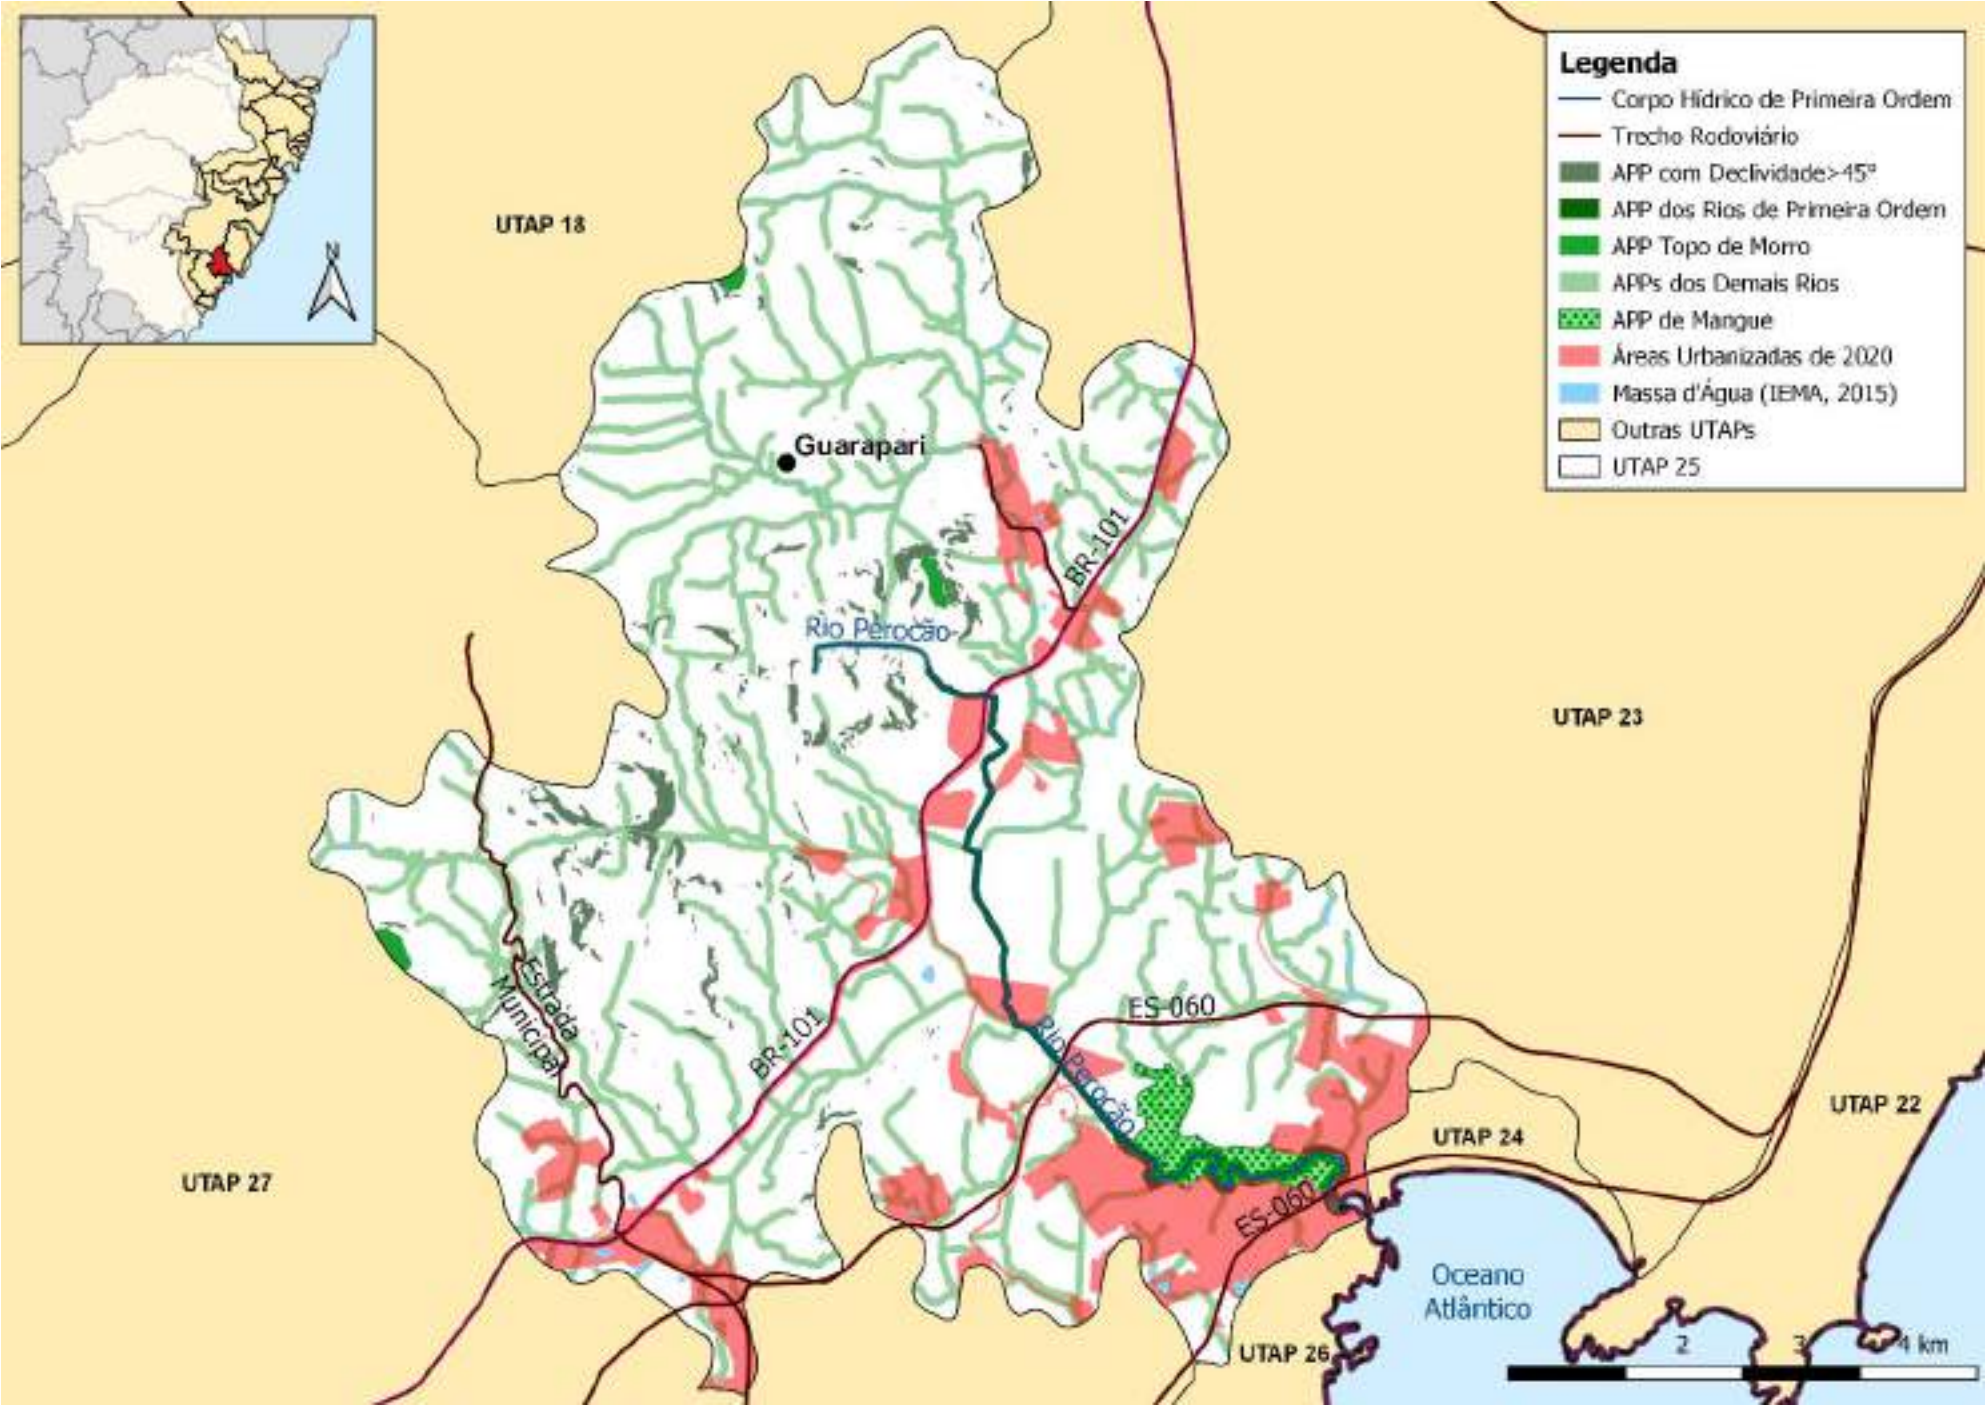 N
UTAP 18
Legenda
Corpo Hídrico de Primeira Ordem
Trecho Rodoviário
APP com Declividade>45°
APP dos Rios de Primeira Ordem
APP Topo de Morro
APPs dos Demais Rios
APP de Mangue
Áreas Urbanizadas de 2020
Massa d'Água (IEMA, 2015)
Outras UTAPs
UTAP 25
Guarapari
BR-101
Rio Perocão
UTAP 23
Estrada
Municipal
BR-101
ES-060
Rio Perocão
UTAP 22
UTAP 24
UTAP 27
ES-060
Oceano
Atlântico
UTAP 26
2
3
4 km